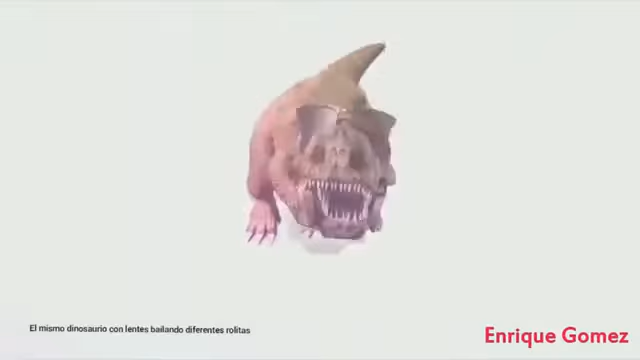 El mismo dinosaurio con lentes bailando diferentes rolitas
Enrique Gomez